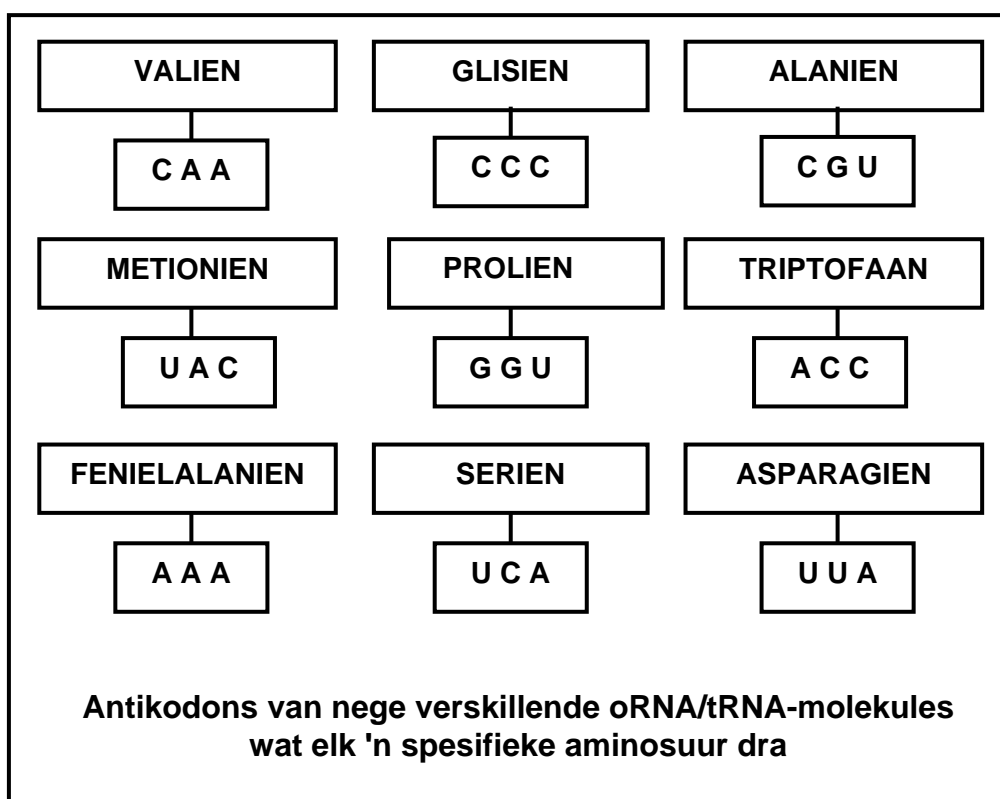 VALIEN
GLISIEN
ALANIEN
C A A
C C C
C G U
METIONIEN
PROLIEN
TRIPTOFAAN
U A C
G G U
A C C
FENIELALANIEN
SERIEN
ASPARAGIEN
A A A
U C A
U U A
Antikodons van nege verskillende oRNA/tRNA-molekules
wat elk 'n spesifieke aminosuur dra